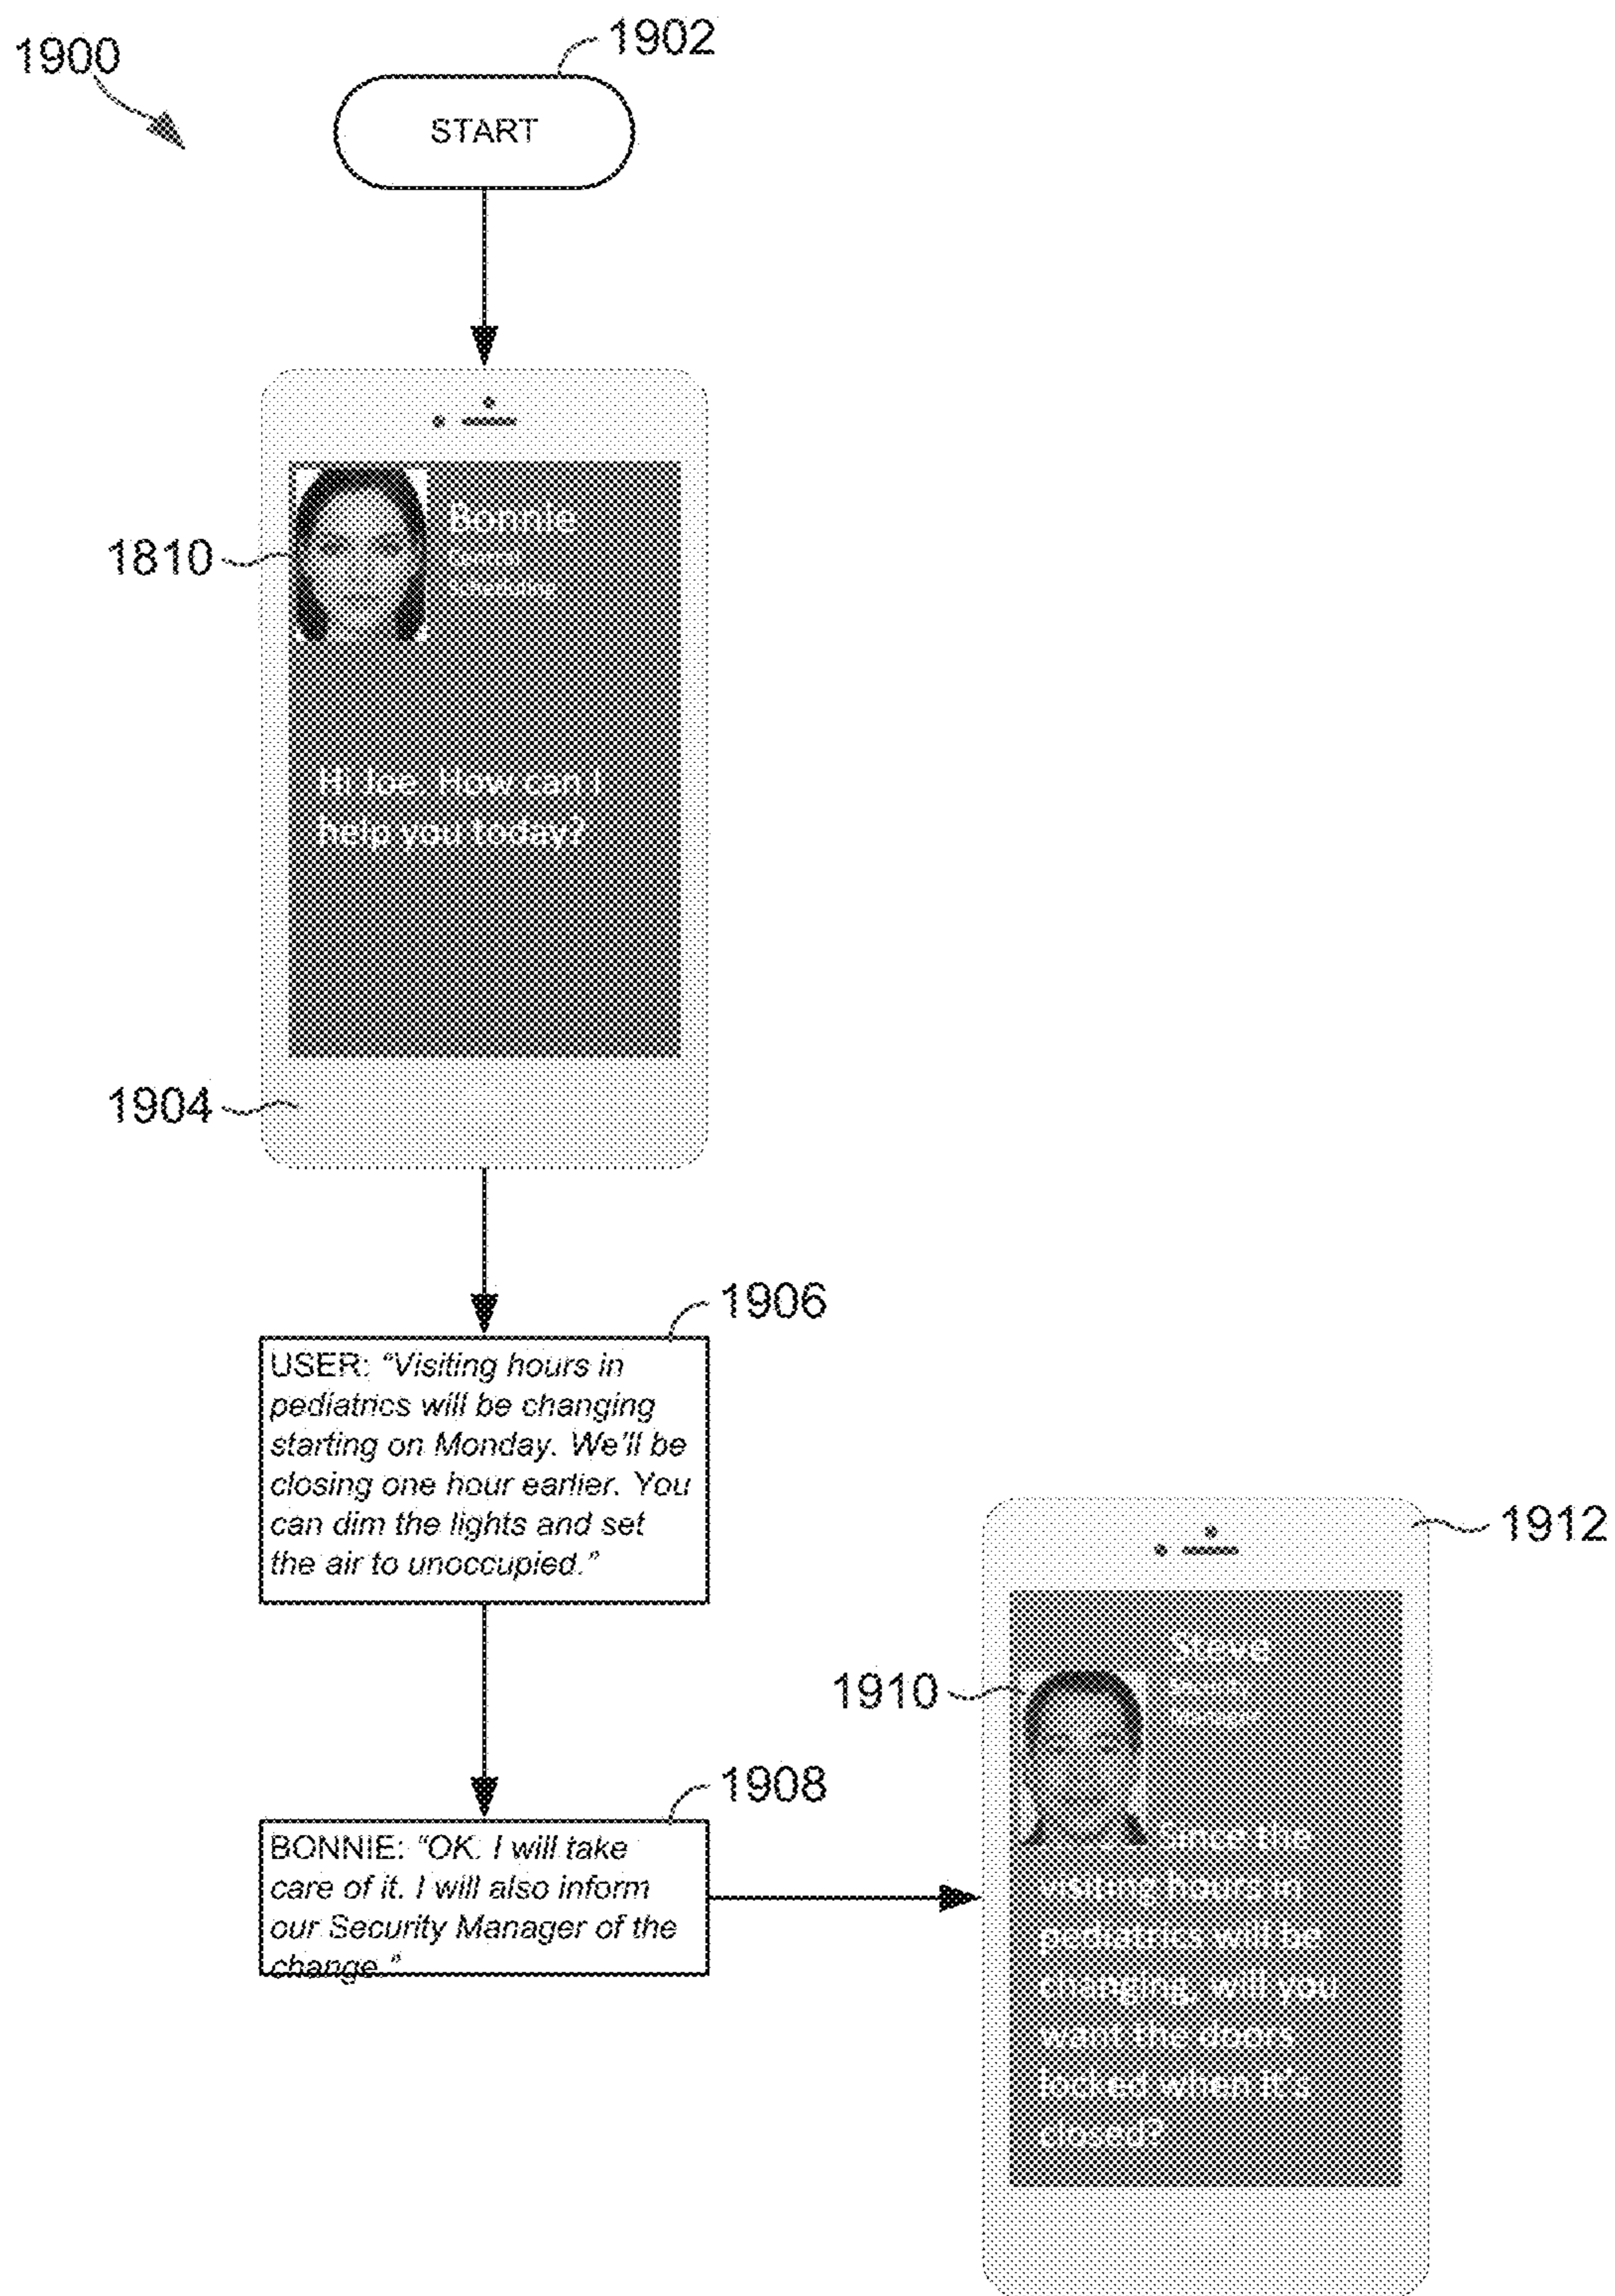 1900
1902
START
1810
Bonnie
Scheduling
Hi Joe. How can I
help you today?
1904
1906
USER: “Visiting hours in
pediatrics will be changing
starting on Monday. We’ll be
closing one hour earlier. You
can dim the lights and set
the air to unoccupied.”
1908
BONNIE: “OK. I will take
care of it. I will also inform
our Security Manager of the
change.”
1910
1912
Steve
Manager
Since the
visiting hours in
pediatrics will be
changing, will you
want the doors
locked when it’s
closed?